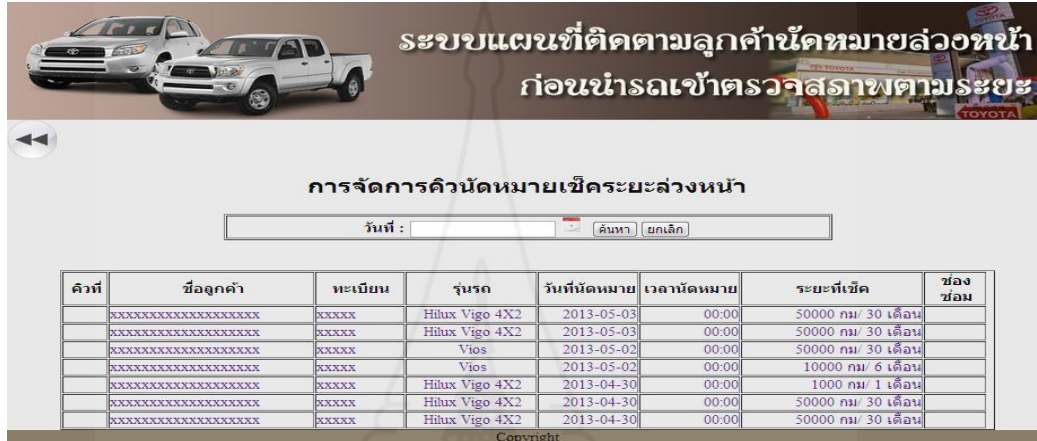 ระบบแผนที่ติดตามลูกค้านัดหมายล่วงหน้า
ก่อนนำรถเข้าตรวจสภาพตามระยะ
TOYOTA
TOYOTA
การจัดการคิวนัดหมายเช็คระยะล่วงหน้า
วันที่ : ค้นหา ยกเลิก
คิวที่ ชื่อลูกค้า ทะเบียน รุ่นรถ วันที่นัดหมาย เวลานัดหมาย ระยะที่เช็ค ช่องซ่อม
xxxxxxxxxxxxxxxxxxxx xxxxx Hilux Vigo 4X2 2013-05-03 00:00 50000 กม/ 30 เดือน
xxxxxxxxxxxxxxxxxxxx xxxxx Hilux Vigo 4X2 2013-05-03 00:00 50000 กม/ 30 เดือน
xxxxxxxxxxxxxxxxxxxx xxxxx Vios 2013-05-02 00:00 50000 กม/ 30 เดือน
xxxxxxxxxxxxxxxxxxxx xxxxx Vios 2013-05-02 00:00 10000 กม/ 6 เดือน
xxxxxxxxxxxxxxxxxxxx xxxxx Hilux Vigo 4X2 2013-04-30 00:00 1000 กม/ 1 เดือน
xxxxxxxxxxxxxxxxxxxx xxxxx Hilux Vigo 4X2 2013-04-30 00:00 50000 กม/ 30 เดือน
xxxxxxxxxxxxxxxxxxxx xxxxx Hilux Vigo 4X2 2013-04-30 00:00 50000 กม/ 30 เดือน
Copyright